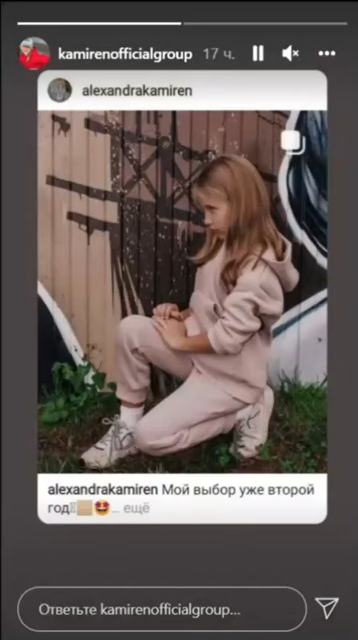 kamirenofficialgroup 17 ч.
alexandrakamiren
alexandrakamiren Мой выбор уже второй
год🤩... ещё
Ответьте kamirenofficialgroup...